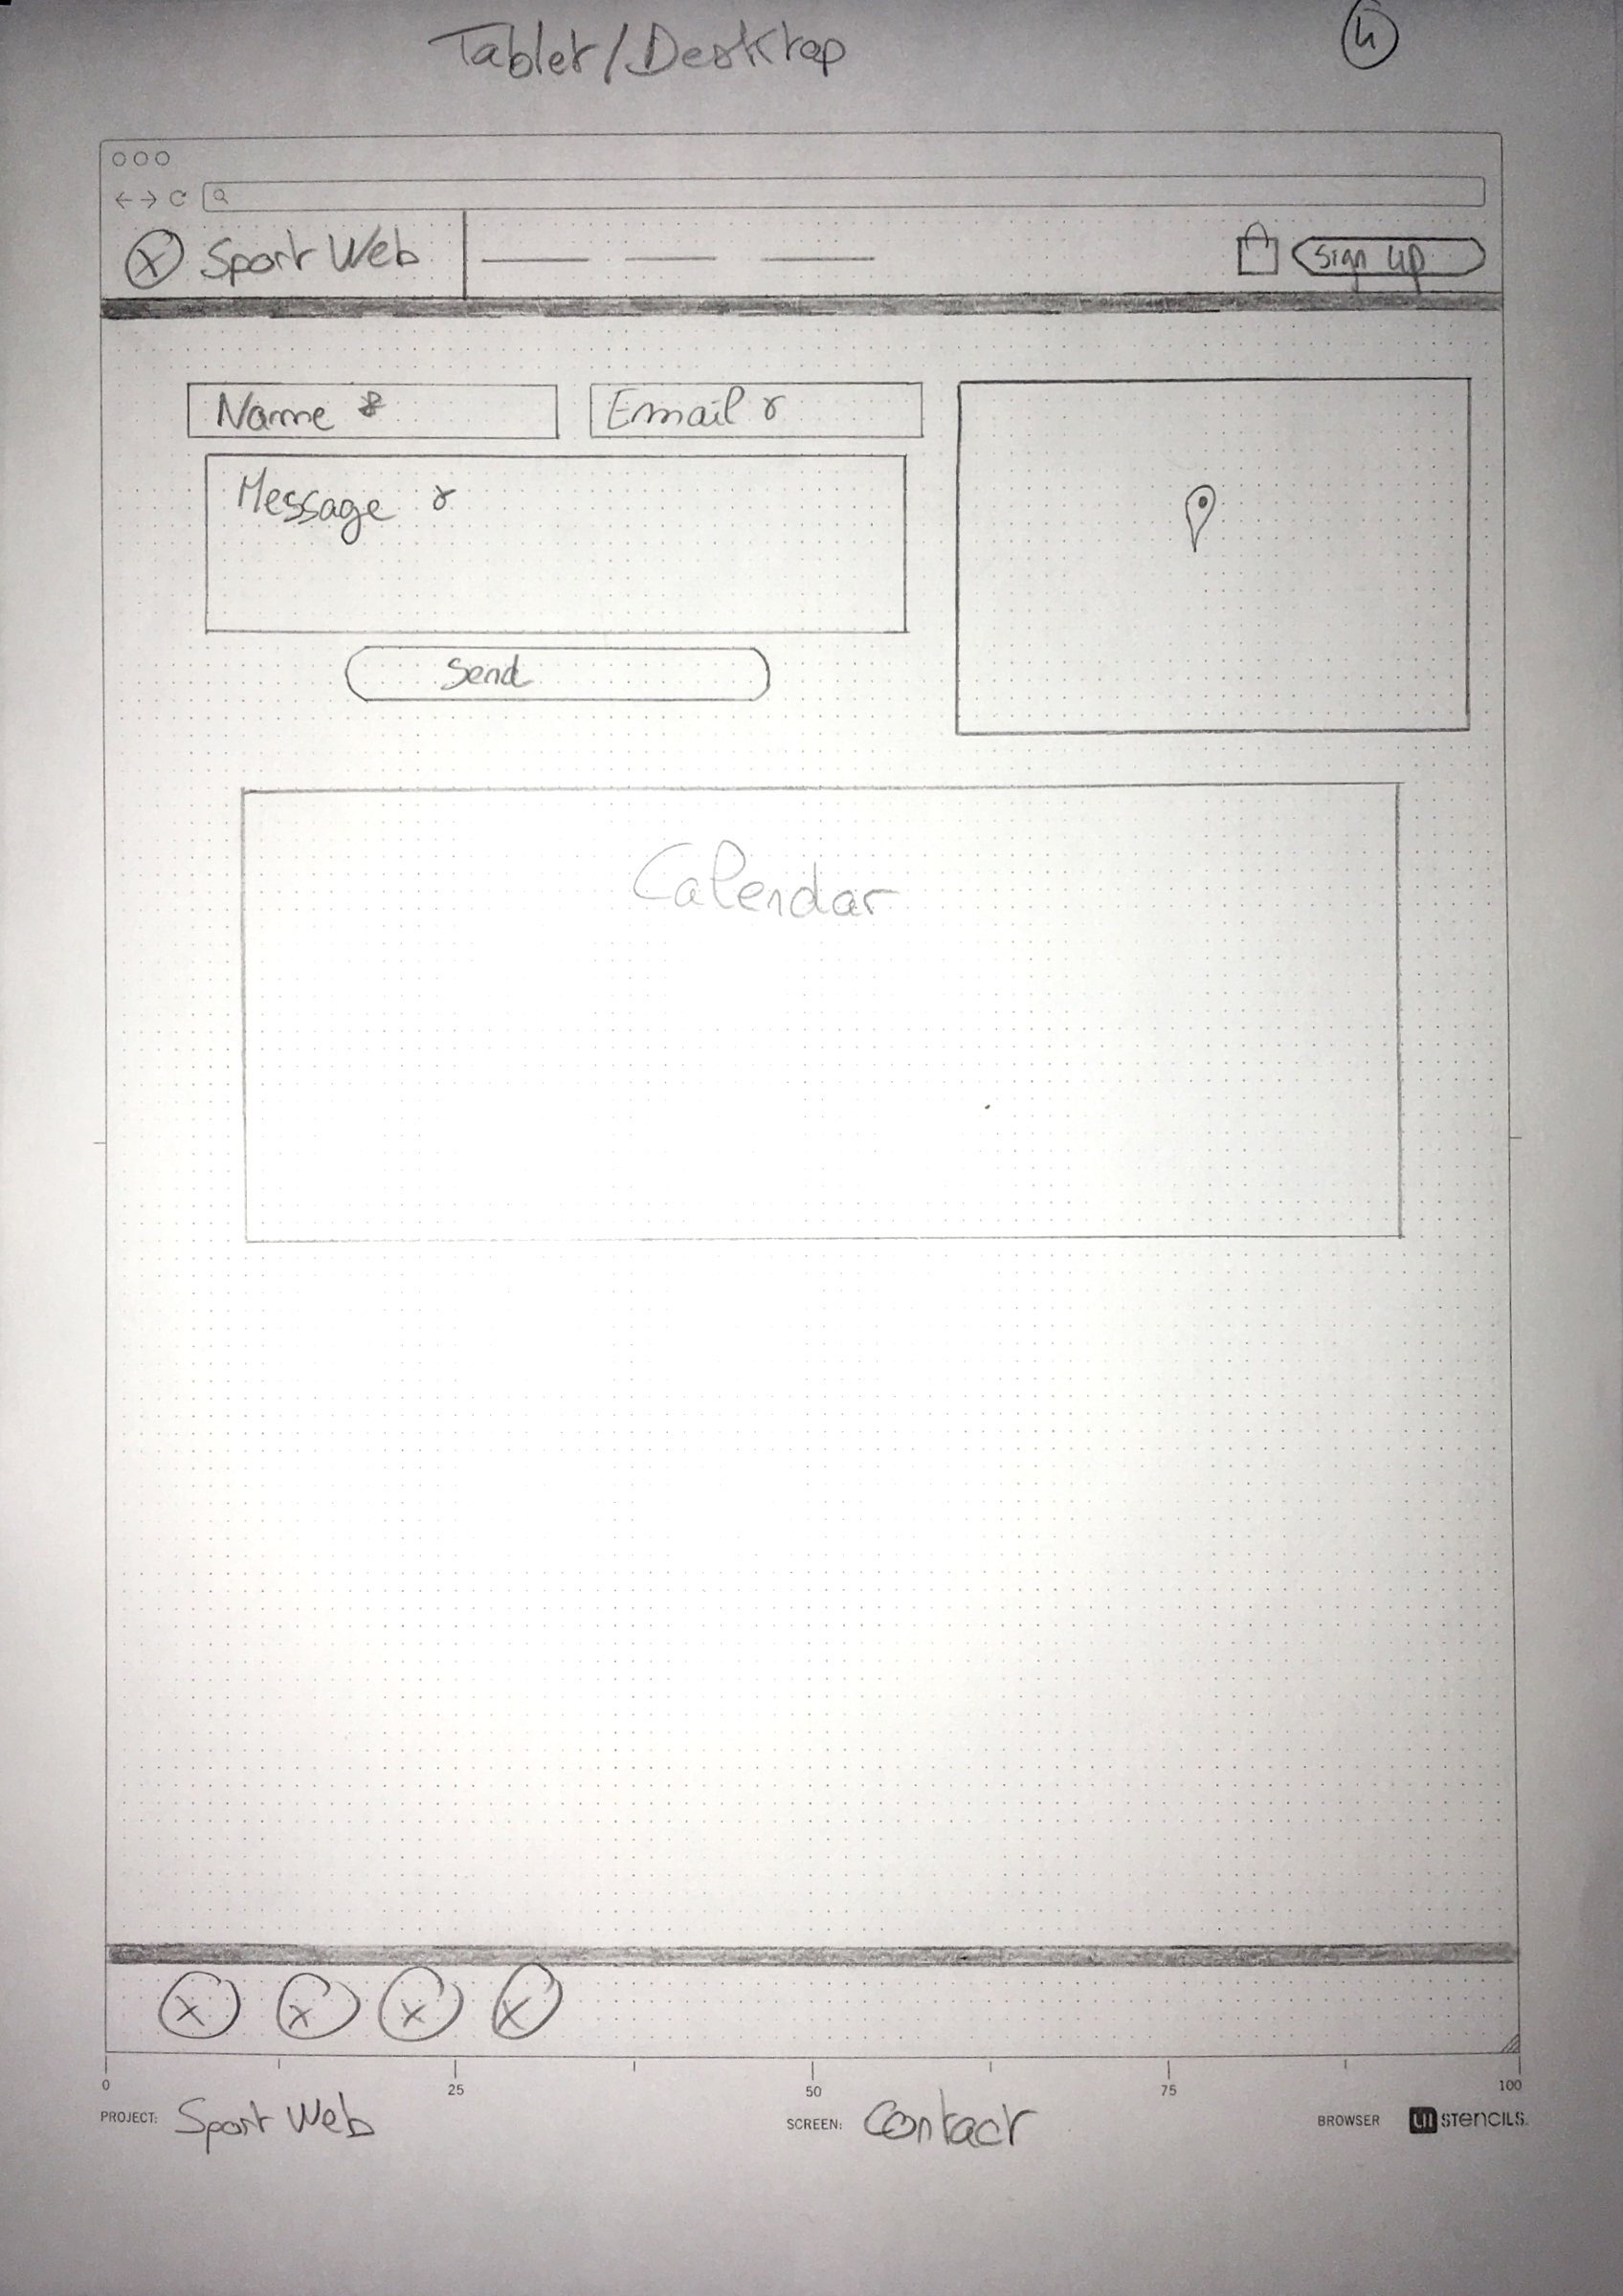 Tablet/Desktop
4
Sport Web
Sign up
Name *
Email *
Message *
Send
Calendar
0 25 50 75 100
PROJECT: Sport Web SCREEN: Contact BROWSER UI STENCILS.